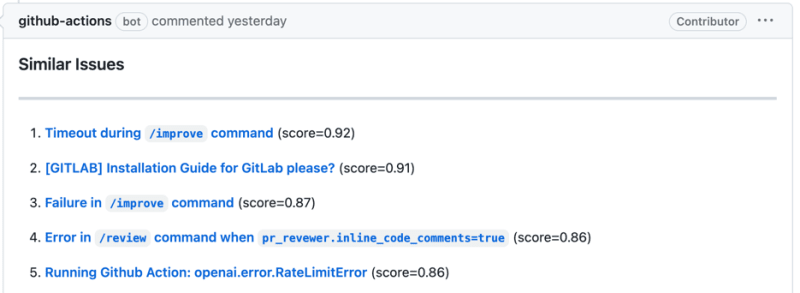 github-actions bot commented yesterday Contributor ...
Similar Issues
1. Timeout during /improve command (score=0.92)
2. [GITLAB] Installation Guide for GitLab please? (score=0.91)
3. Failure in /improve command (score=0.87)
4. Error in /review command when pr_revewer.inline_code_comments=true (score=0.86)
5. Running Github Action: openai.error.RateLimitError (score=0.86)